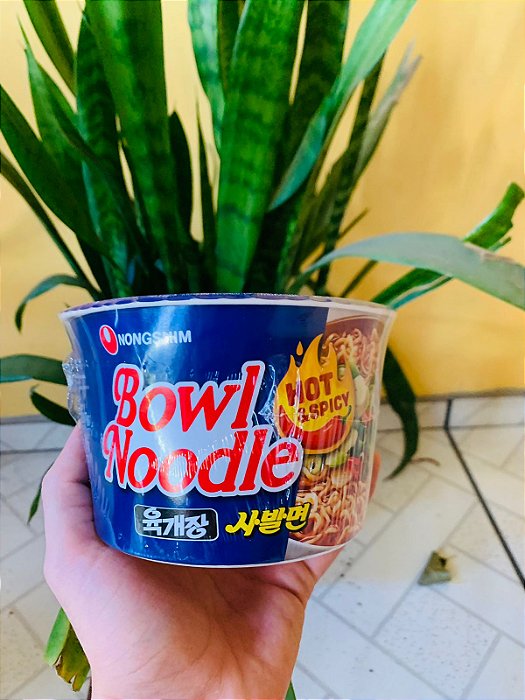 NONGSHIM
Bowl
Noodle
HOT
& SPICY
육개장 사발면